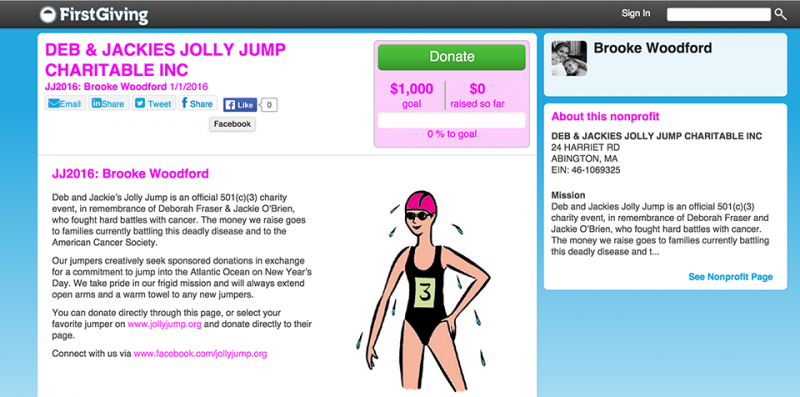 FirstGiving
Sign In
DEB & JACKIES JOLLY JUMP
CHARITABLE INC
JJ2016: Brooke Woodford 1/1/2016
Email
Share
Tweet
Share
Like
0
Facebook
Donate
$1,000
$0
goal
raised so far
0 % to goal
JJ2016: Brooke Woodford
Deb and Jackie's Jolly Jump is an official 501(c)(3) charity
event, in remembrance of Deborah Fraser & Jackie O'Brien,
who fought hard battles with cancer. The money we raise goes
to families currently battling this deadly disease and to the
American Cancer Society.
Our jumpers creatively seek sponsored donations in exchange
for a commitment to jump into the Atlantic Ocean on New Year's
Day. We take pride in our frigid mission and will always extend
open arms and a warm towel to any new jumpers.
You can donate directly through this page, or select your
favorite jumper on www.jollyjump.org and donate directly to their
page.
Connect with us via www.facebook.com/jollyjump.org
3
Brooke Woodford
About this nonprofit
DEB & JACKIES JOLLY JUMP CHARITABLE INC
24 HARRIET RD
ABINGTON, MA
EIN: 46-1069325
Mission
Deb and Jackies Jolly Jump is an official 501(c)(3)
charity event, in remembrance of Deborah Fraser and
Jackie O'Brien, who fought hard battles with cancer.
The money we raise goes to families currently battling
this deadly disease and t...
See Nonprofit Page